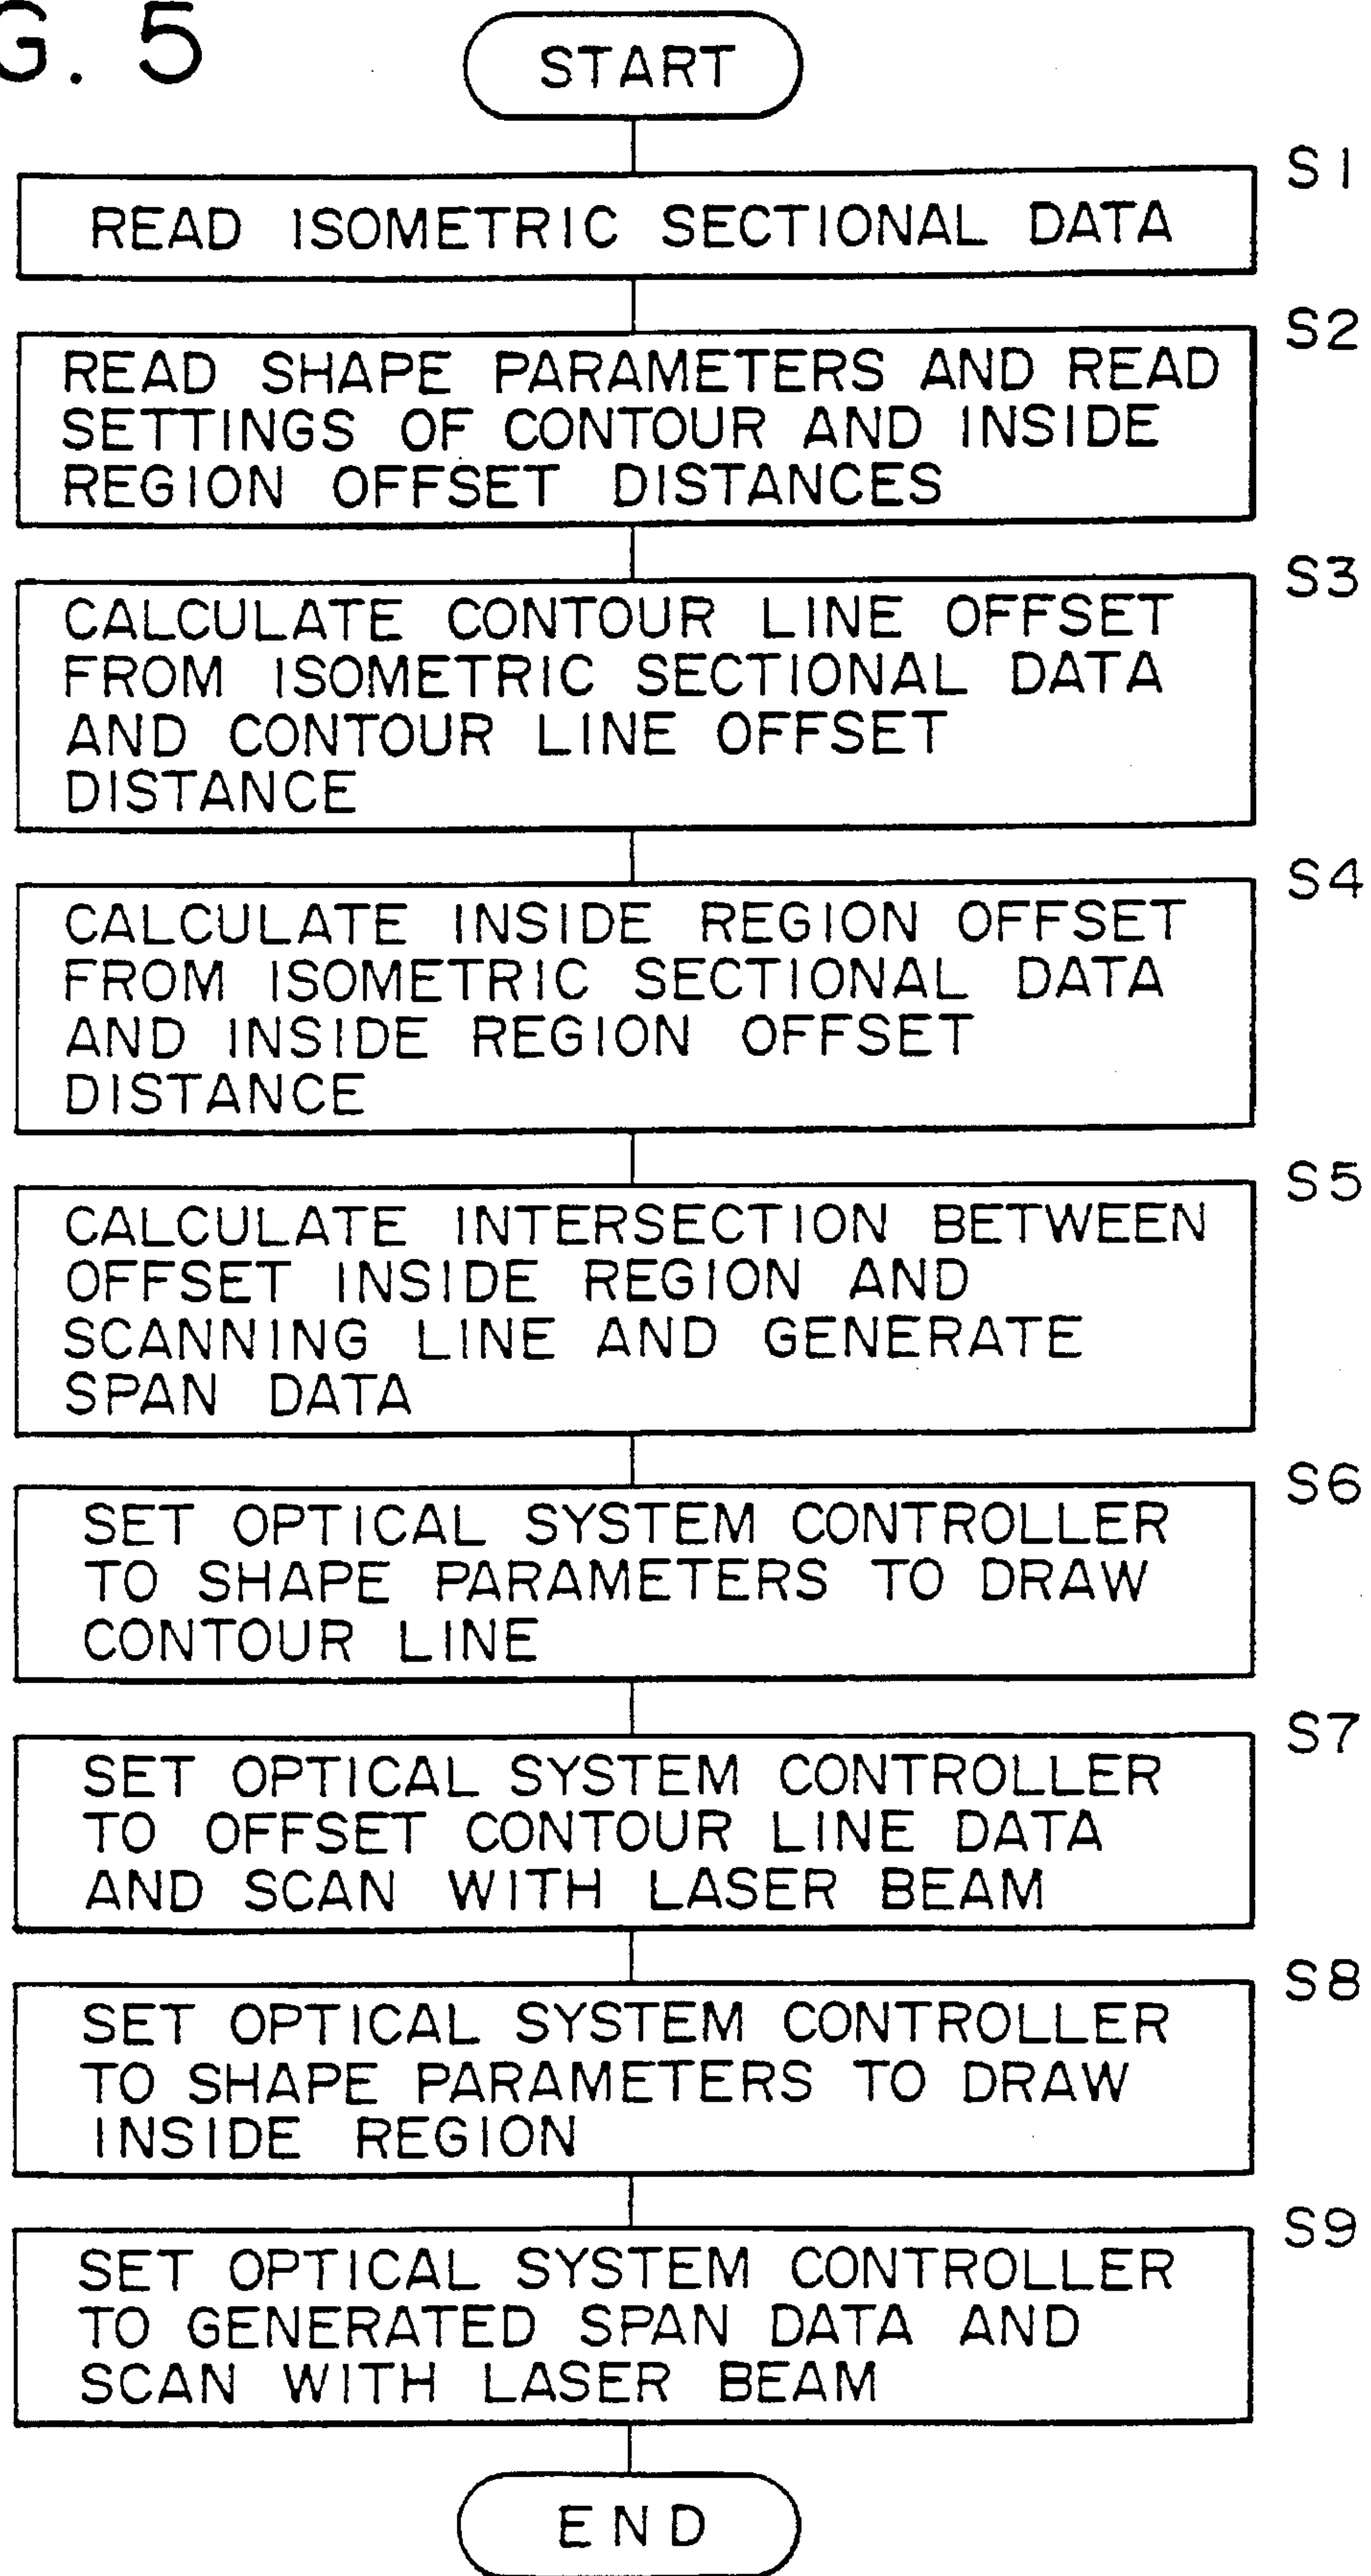 G. 5
START
S1
READ ISOMETRIC SECTIONAL DATA
S2
READ SHAPE PARAMETERS AND READ
SETTINGS OF CONTOUR AND INSIDE
REGION OFFSET DISTANCES
S3
CALCULATE CONTOUR LINE OFFSET
FROM ISOMETRIC SECTIONAL DATA
AND CONTOUR LINE OFFSET
DISTANCE
S4
CALCULATE INSIDE REGION OFFSET
FROM ISOMETRIC SECTIONAL DATA
AND INSIDE REGION OFFSET
DISTANCE
S5
CALCULATE INTERSECTION BETWEEN
OFFSET INSIDE REGION AND
SCANNING LINE AND GENERATE
SPAN DATA
S6
SET OPTICAL SYSTEM CONTROLLER
TO SHAPE PARAMETERS TO DRAW
CONTOUR LINE
S7
SET OPTICAL SYSTEM CONTROLLER
TO OFFSET CONTOUR LINE DATA
AND SCAN WITH LASER BEAM
S8
SET OPTICAL SYSTEM CONTROLLER
TO SHAPE PARAMETERS TO DRAW
INSIDE REGION
S9
SET OPTICAL SYSTEM CONTROLLER
TO GENERATED SPAN DATA AND
SCAN WITH LASER BEAM
END